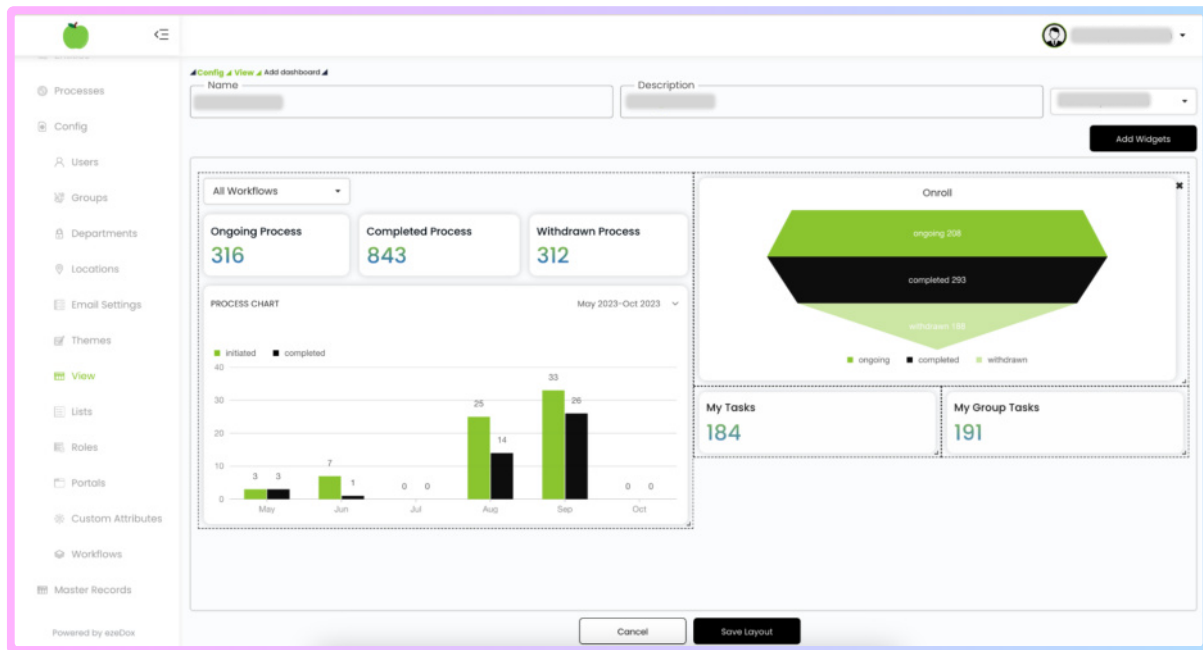 Processes
Config
Users
Groups
Departments
Locations
Email Settings
Themes
View
Lists
Roles
Portals
Custom Attributes
Workflows
Master Records
Powered by ezeDox
Config View Add dashboard
Name
Description
Add Widgets
All Workflows
Ongoing Process
316
Completed Process
843
Withdrawn Process
312
PROCESS CHART
May 2023-Oct 2023
initiated completed
40
30
20
10
0
3 3
7 1
0 0
25 14
33 26
0 0
May Jun Jul Aug Sep Oct
Onroll
ongoing 208
completed 293
withdrawn 188
ongoing completed withdrawn
My Tasks
184
My Group Tasks
191
Cancel
Save Layout